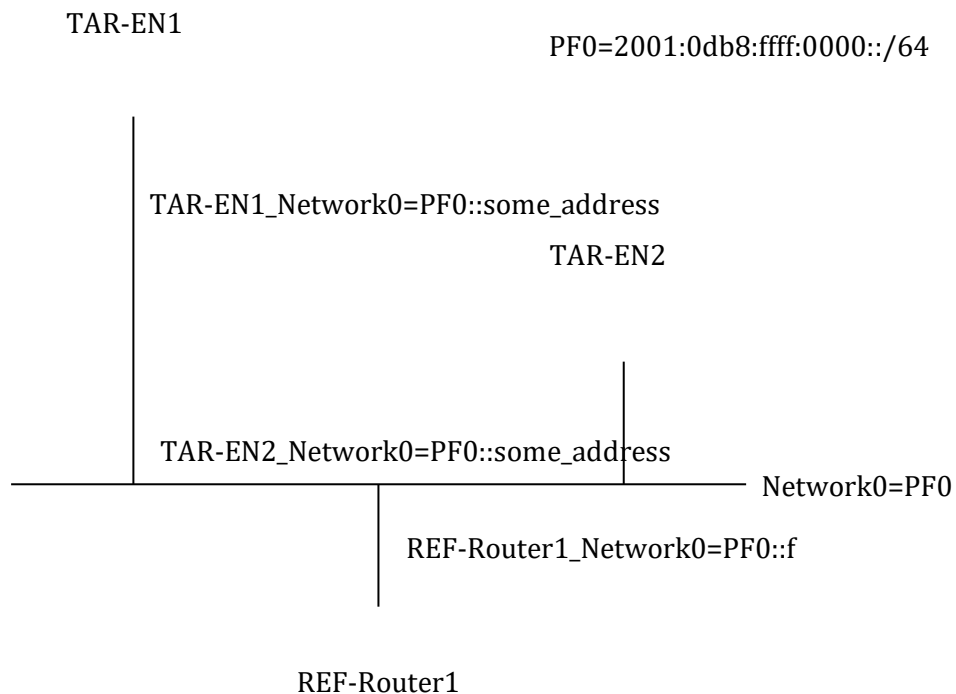 TAR-EN1
PF0=2001:0db8:ffff:0000::/64
TAR-EN1_Network0=PF0::some_address
TAR-EN2
TAR-EN2_Network0=PF0::some_address
Network0=PF0
REF-Router1_Network0=PF0::f
REF-Router1